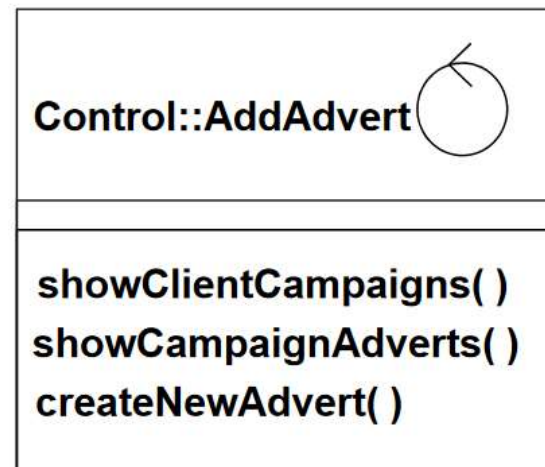 Control::AddAdvert
showClientCampaigns( )
showCampaignAdverts( )
createNewAdvert( )